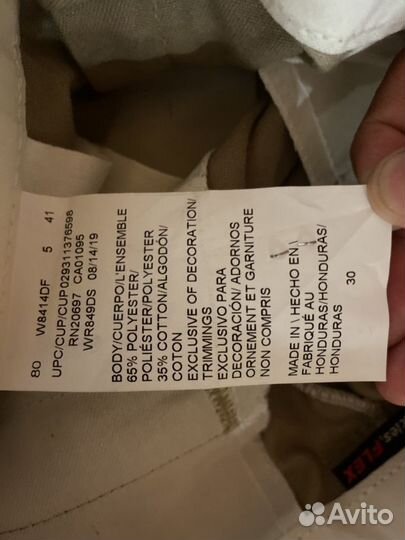 80 W8414DF 5 41
UPC/CUP/CUP029311376598
RN20697 CA01095
WR849DS 08/14/19
BODY/CUERPO/L'ENSEMBLE
65% POLYESTER/
POLIÉSTER/POLYESTER
35% COTTON/ALGODÓN/
COTON
EXCLUSIVE OF DECORATION/
TRIMMINGS
EXCLUSIVO PARA
DECORACIÓN/ ADORNOS
ORNEMENT ET GARNITURE
NON COMPRIS
MADE IN \ HECHO EN \
FABRIQUÉ AU
HONDURAS/HONDURAS/
HONDURAS
30
FLEX
Avito